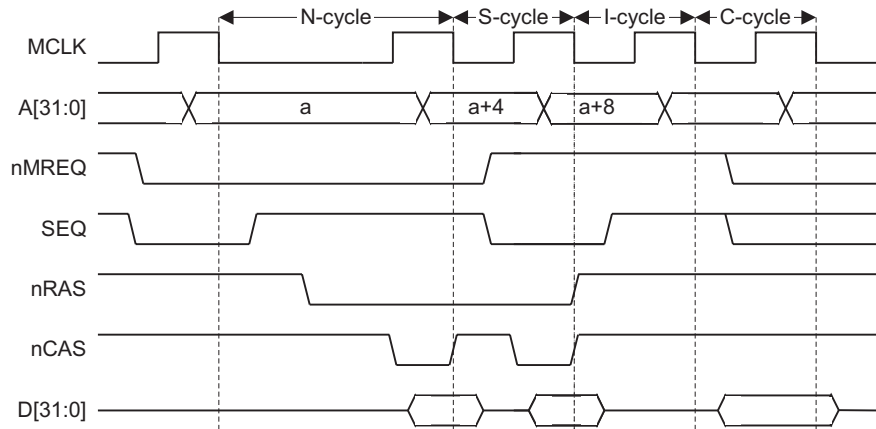 N-cycle S-cycle I-cycle C-cycle
MCLK
A[31:0] a a+4 a+8
nMREQ
SEQ
nRAS
nCAS
D[31:0]